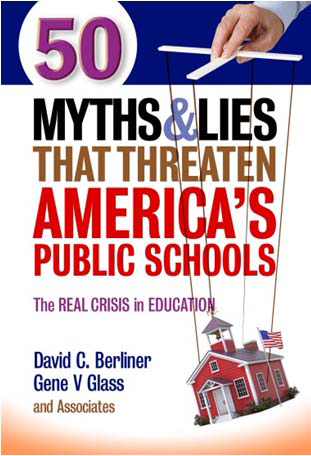 50
MYTHS & LIES
THAT THREATEN
AMERICA'S
PUBLIC SCHOOLS
The REAL CRISIS in EDUCATION
David C. Berliner
Gene V Glass
and Associates